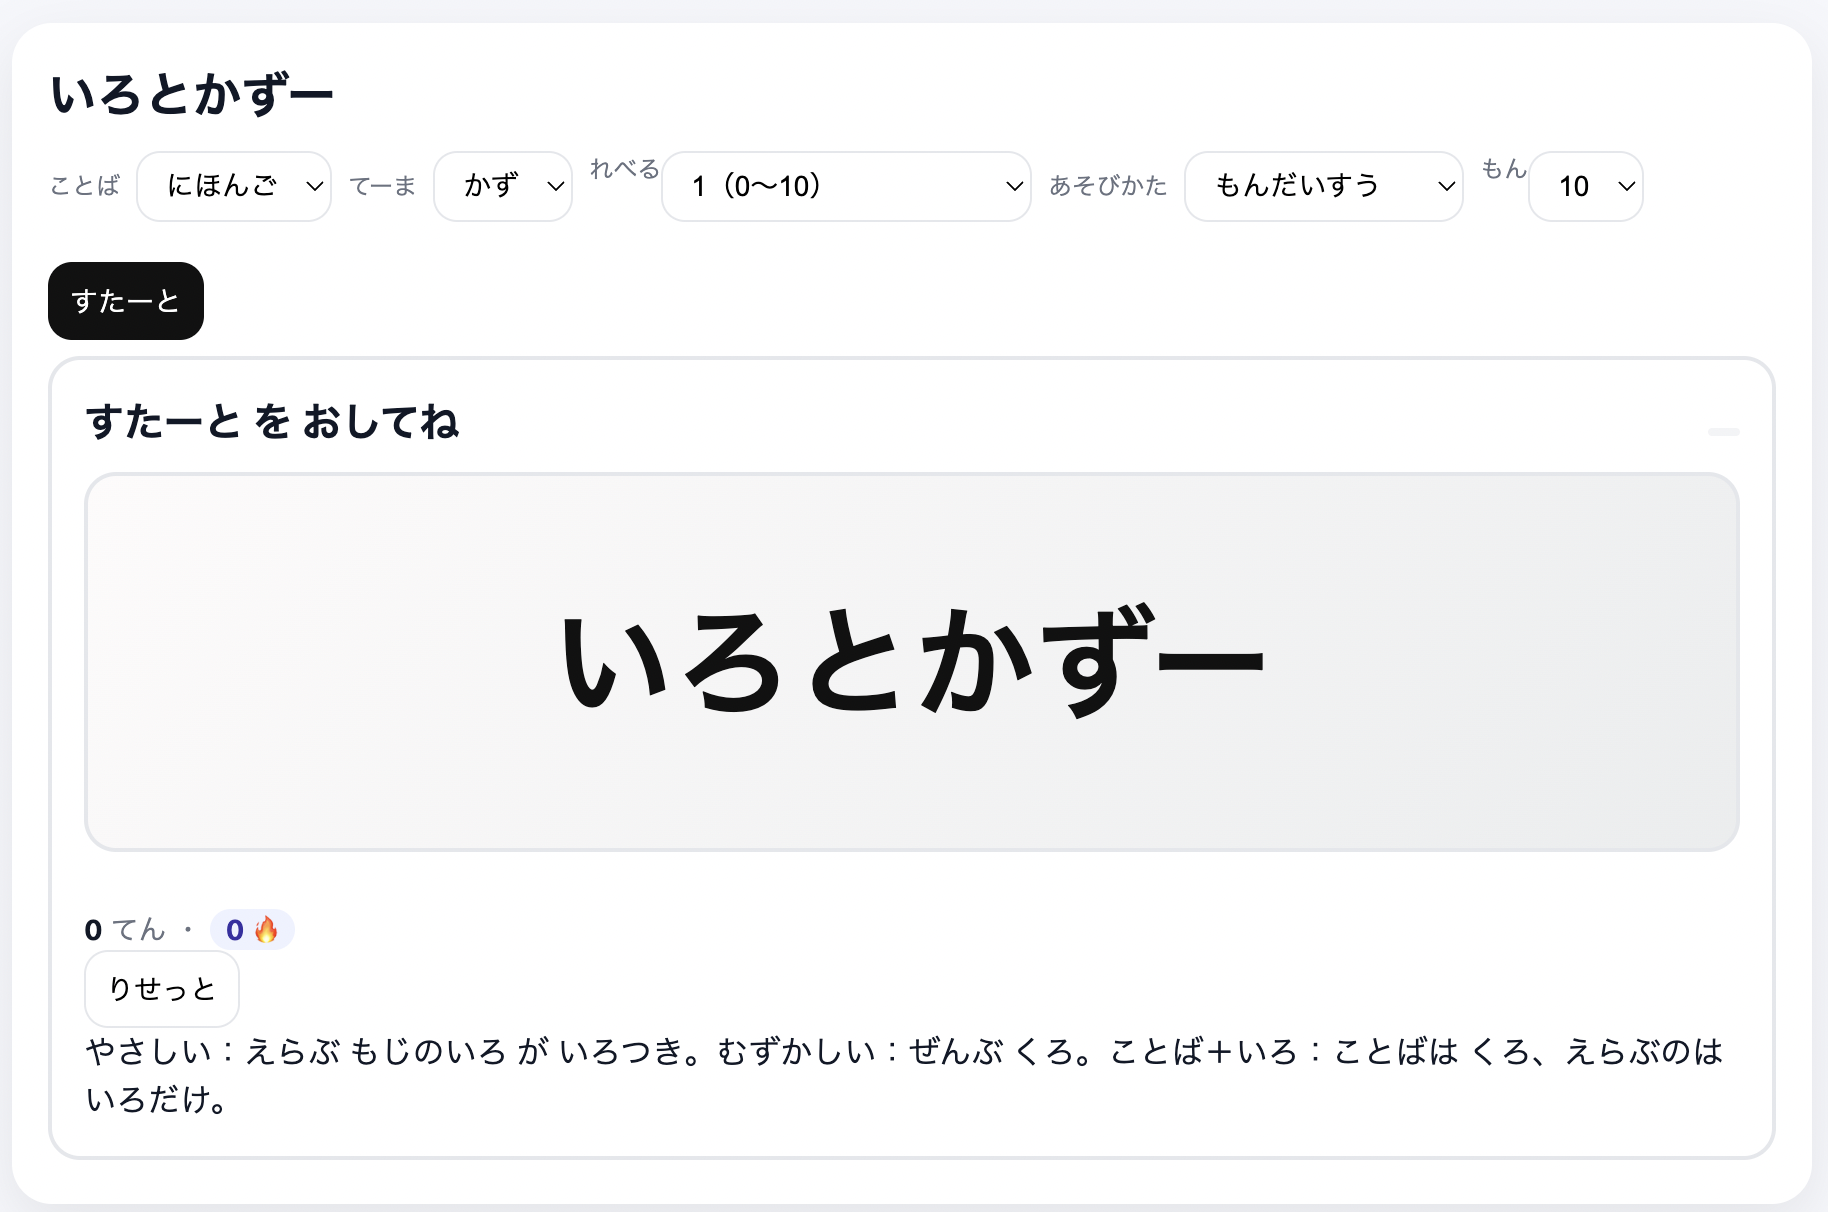 いろとかずー
ことば にほんご てーま かず れべる 1（0〜10） あそびかた もんだいすう もん 10
すたーと
すたーと を おしてね
いろとかずー
0 てん ・ 0 🔥
りせっと
やさしい：えらぶ もじのいろ が いろつき。むずかしい：ぜんぶ くろ。ことば＋いろ：ことばは くろ、えらぶのは
いろだけ。